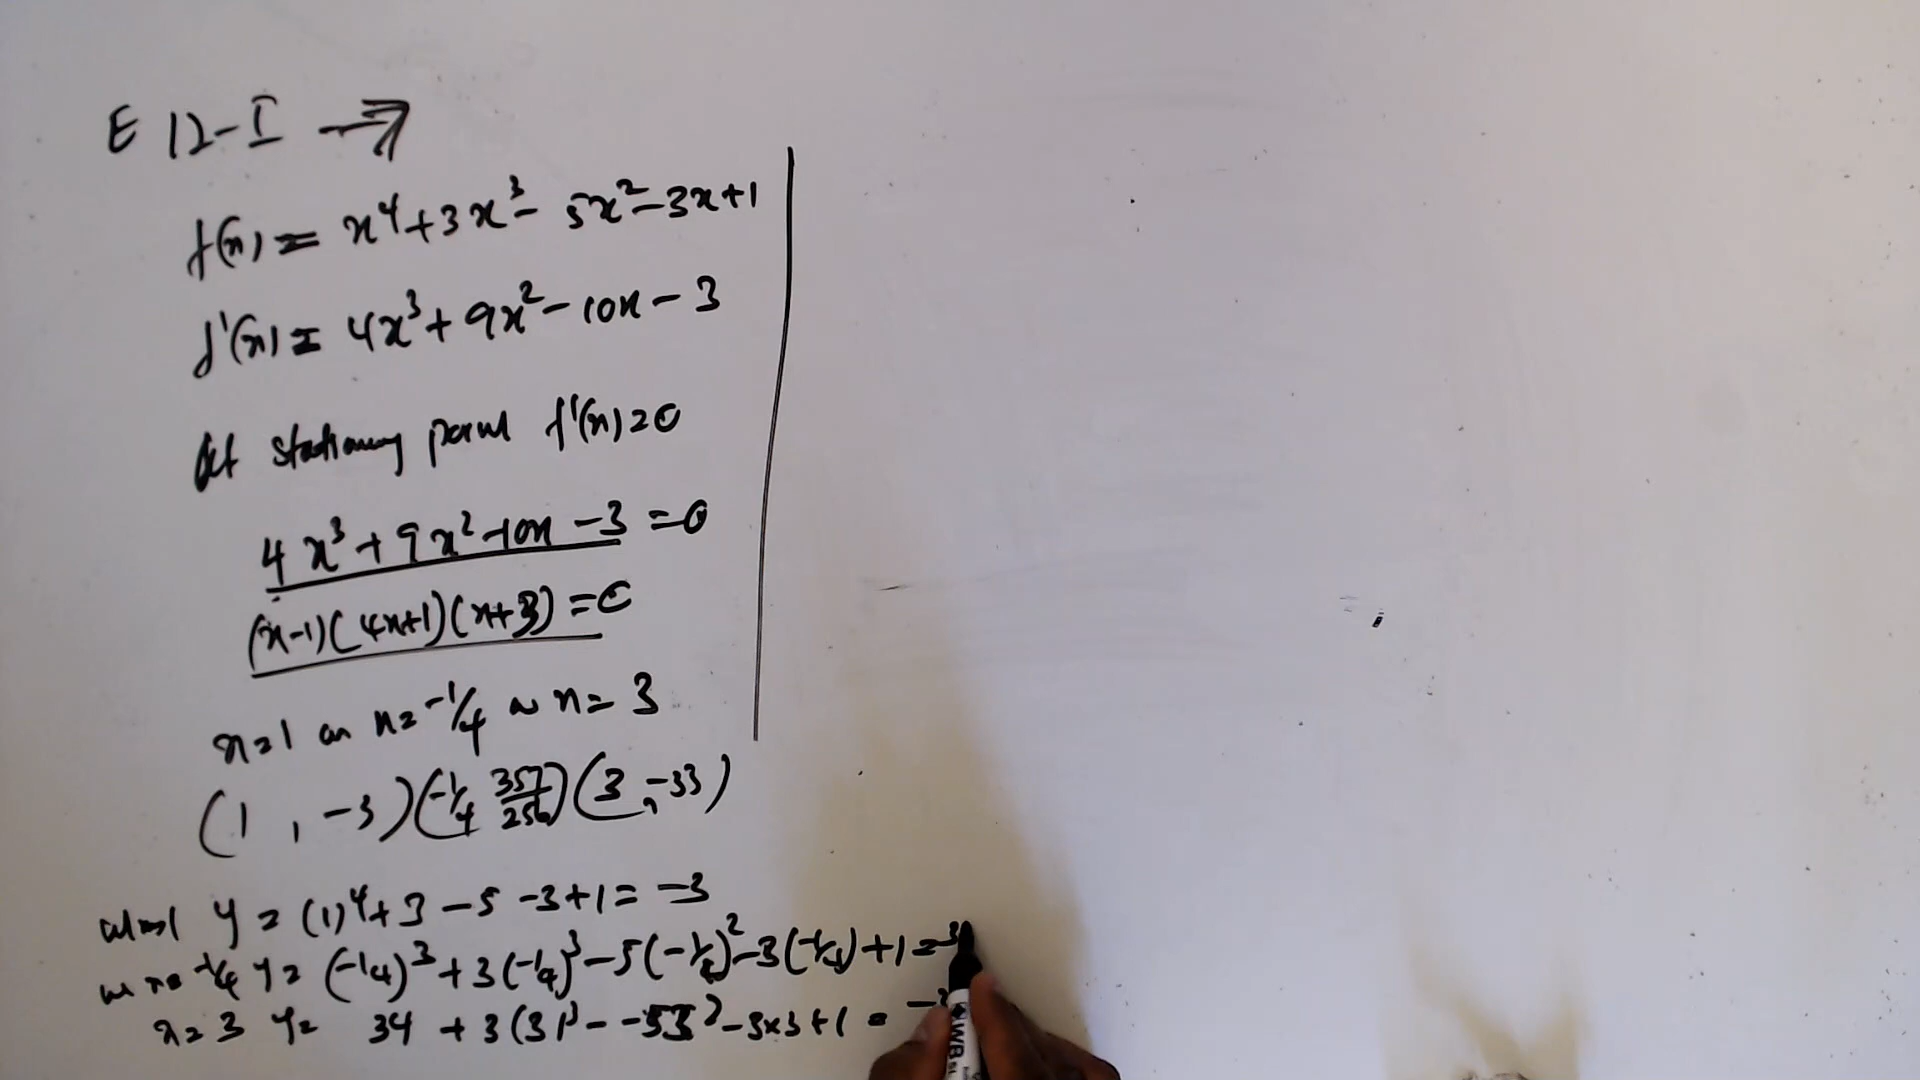 E 12-I →
f(x) = x⁴+3x³- 5x²-3x+1
f'(x) = 4x³+9x²-10x-3
At stationary point f'(x)=0
4x³+9x²-10x-3=0
(x-1)(4x+1)(x+3)=0
x=1 or x=-1/4 or x= 3
(1, -3)(-1/4 357/256)(3,-33)
y = (1)⁴+3-5-3+1= -3
-1/4 y= (-1/4)³+3(-1/4)³-5(-1/4)²-3(-1/4)+1=
x=3 y= 34 +3(3)³- -53²-3×3+1 =
WB